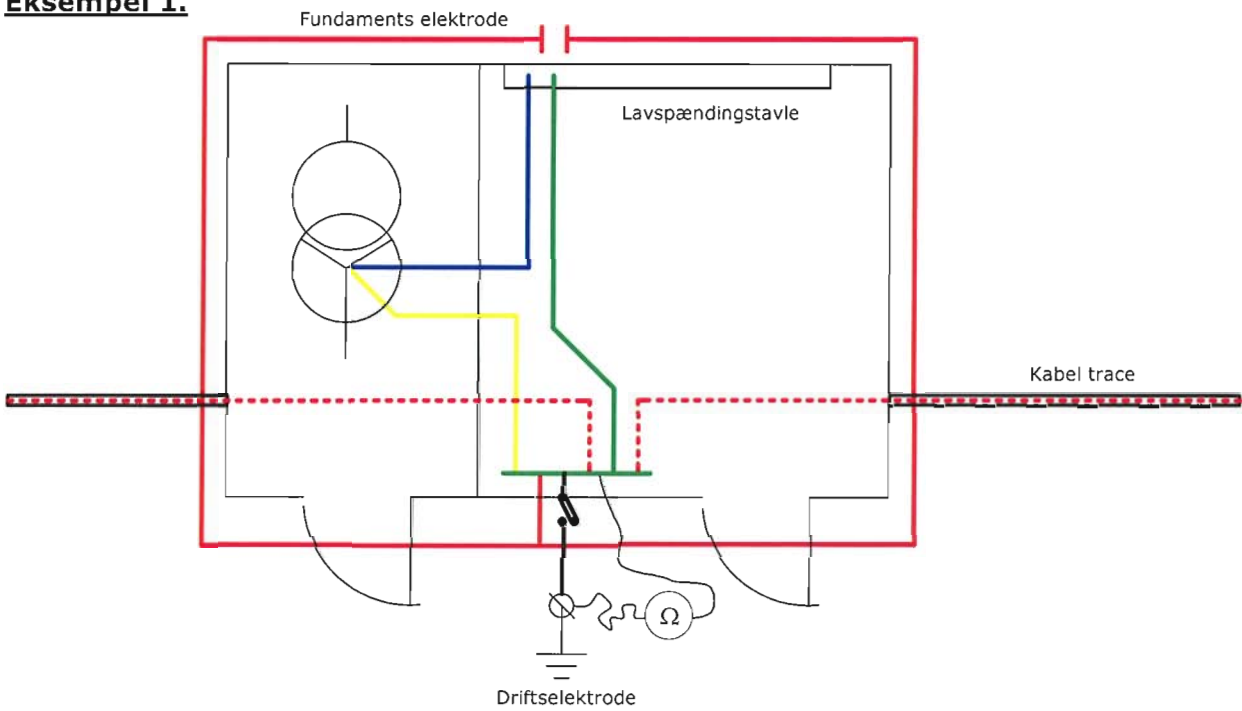 Eksempel 1.
Fundaments elektrode
Lavspændingstavle
Kabel trace
Ω
Driftselektrode